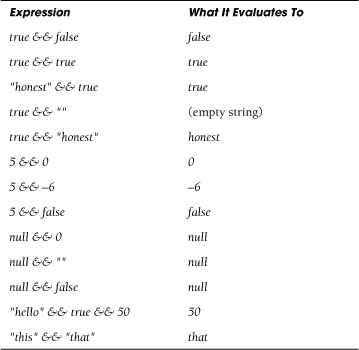 Expression What It Evaluates To
true && false false
true && true true
"honest" && true true
true && "" (empty string)
true && "honest" honest
5 && 0 0
5 && –6 –6
5 && false false
null && 0 null
null && "" null
null && false null
"hello" && true && 50 50
"this" && "that" that